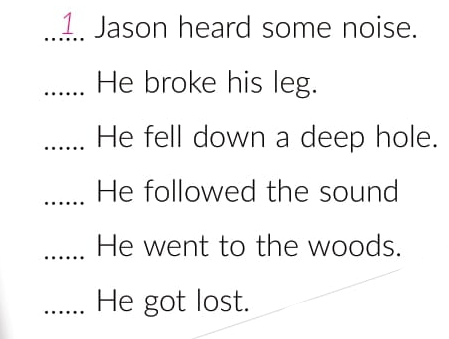 ...1... Jason heard some noise.
...... He broke his leg.
...... He fell down a deep hole.
...... He followed the sound
...... He went to the woods.
...... He got lost.